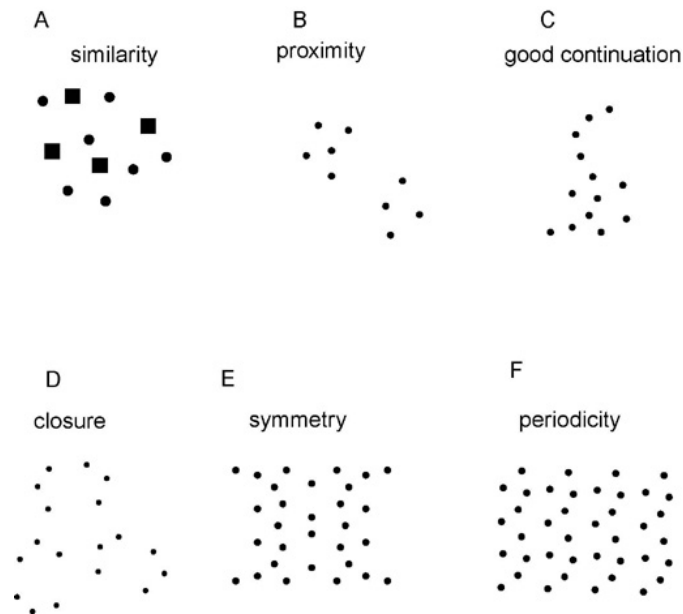 A
similarity
B
proximity
C
good continuation
D
closure
E
symmetry
F
periodicity